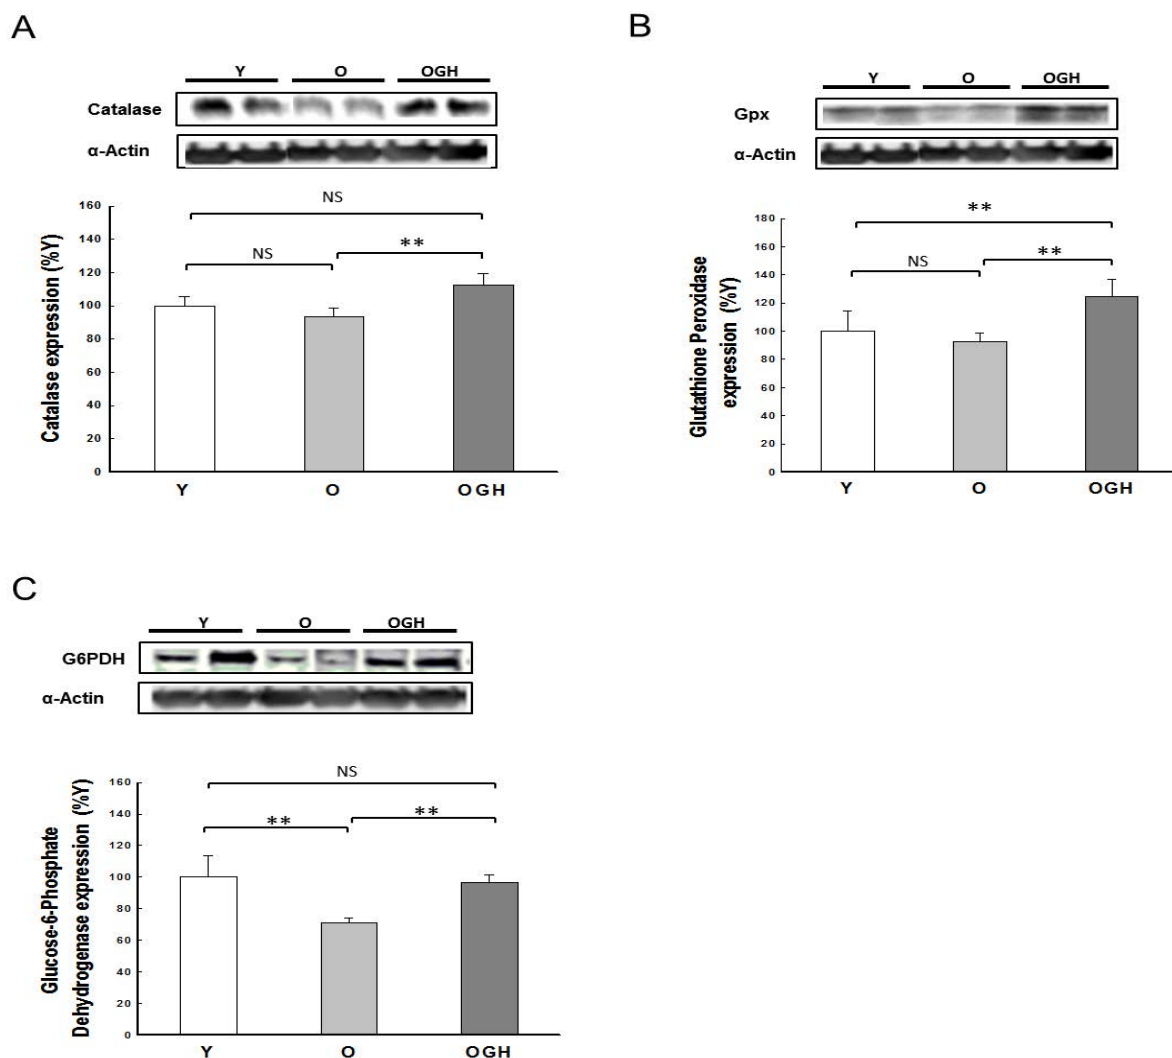 A
Y O OGH
Catalase
α-Actin
NS
NS **
160
140
120
100
80
60
40
20
0
Catalase expression (%Y)
Y O OGH
B
Y O OGH
Gpx
α-Actin
**
NS **
180
160
140
120
100
80
60
40
20
0
Glutathione Peroxidase
expression (%Y)
Y O OGH
C
Y O OGH
G6PDH
α-Actin
NS
** **
160
140
120
100
80
60
40
20
0
Glucose-6-Phosphate
Dehydrogenase expression (%Y)
Y O OGH